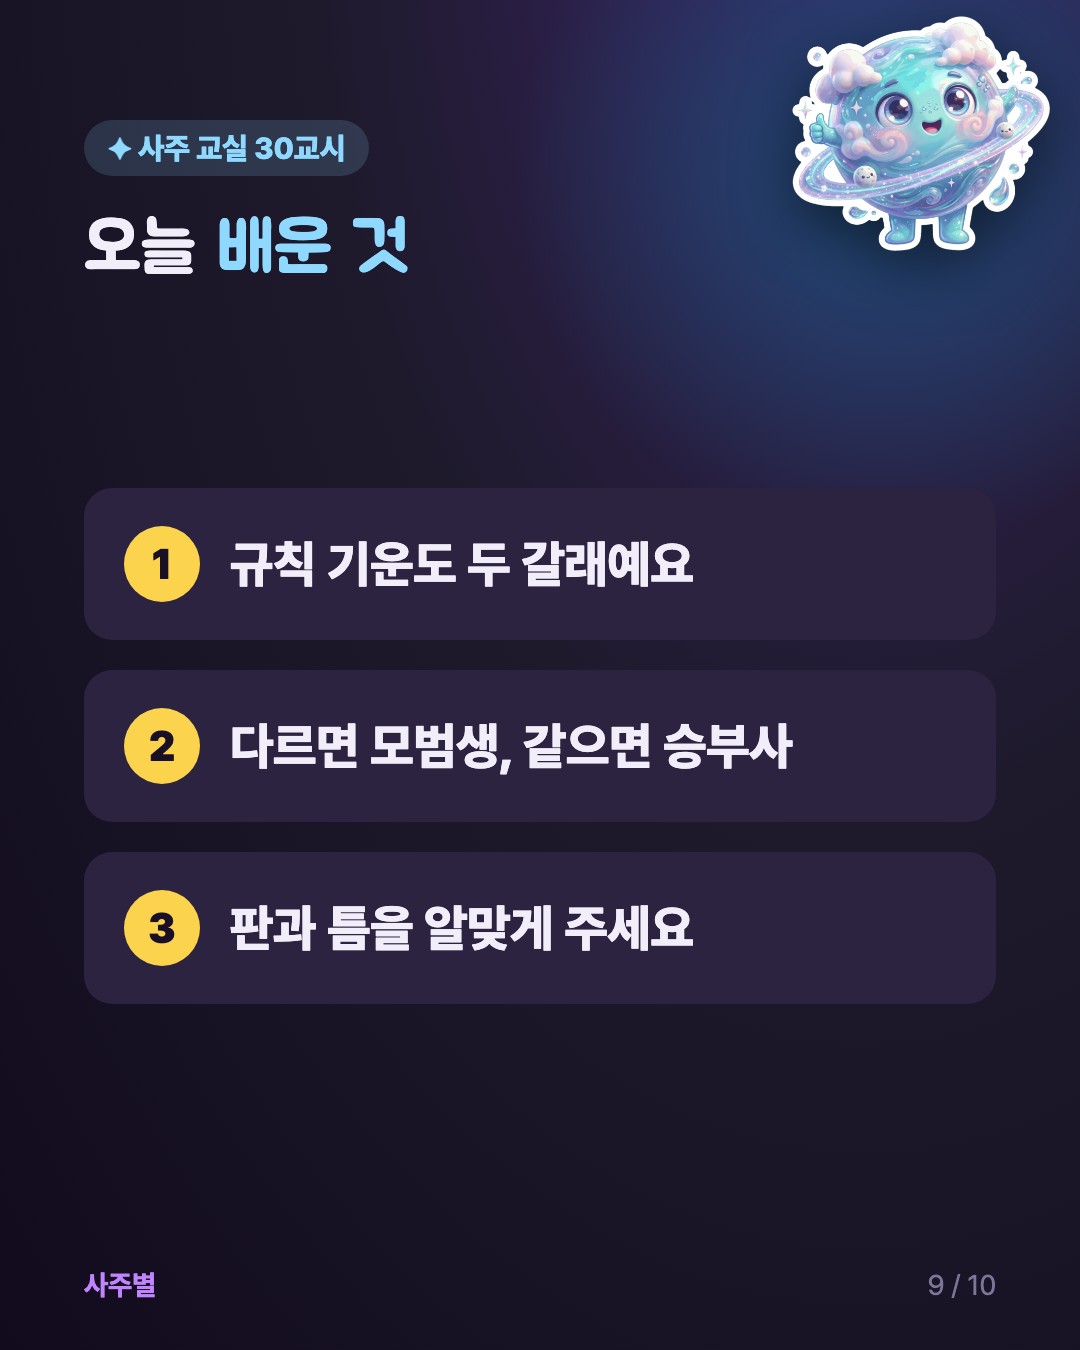 ✦ 사주 교실 30교시
오늘 배운 것
1 규칙 기운도 두 갈래예요
2 다르면 모범생, 같으면 승부사
3 판과 틈을 알맞게 주세요
사주별
9 / 10